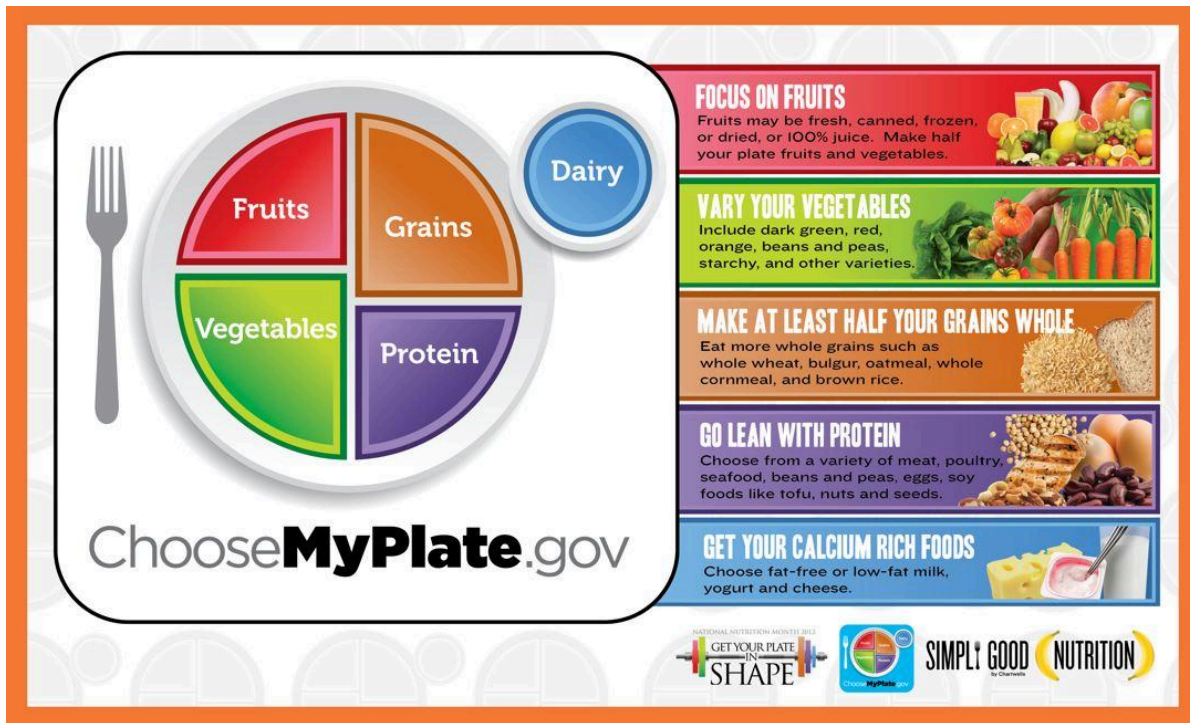 Fruits
Grains
Dairy
Vegetables
Protein
ChooseMyPlate.gov
FOCUS ON FRUITS
Fruits may be fresh, canned, frozen,
or dried, or 100% juice. Make half
your plate fruits and vegetables.
VARY YOUR VEGETABLES
Include dark green, red,
orange, beans and peas,
starchy, and other varieties.
MAKE AT LEAST HALF YOUR GRAINS WHOLE
Eat more whole grains such as
whole wheat, bulgur, oatmeal, whole
cornmeal, and brown rice.
GO LEAN WITH PROTEIN
Choose from a variety of meat, poultry,
seafood, beans and peas, eggs, soy
foods like tofu, nuts and seeds.
GET YOUR CALCIUM RICH FOODS
Choose fat-free or low-fat milk,
yogurt and cheese.
NATIONAL NUTRITION MONTH 2012
GET YOUR PLATE
IN
SHAPE
ChooseMyPlate.gov
SIMPLY GOOD NUTRITION
by Chartwells